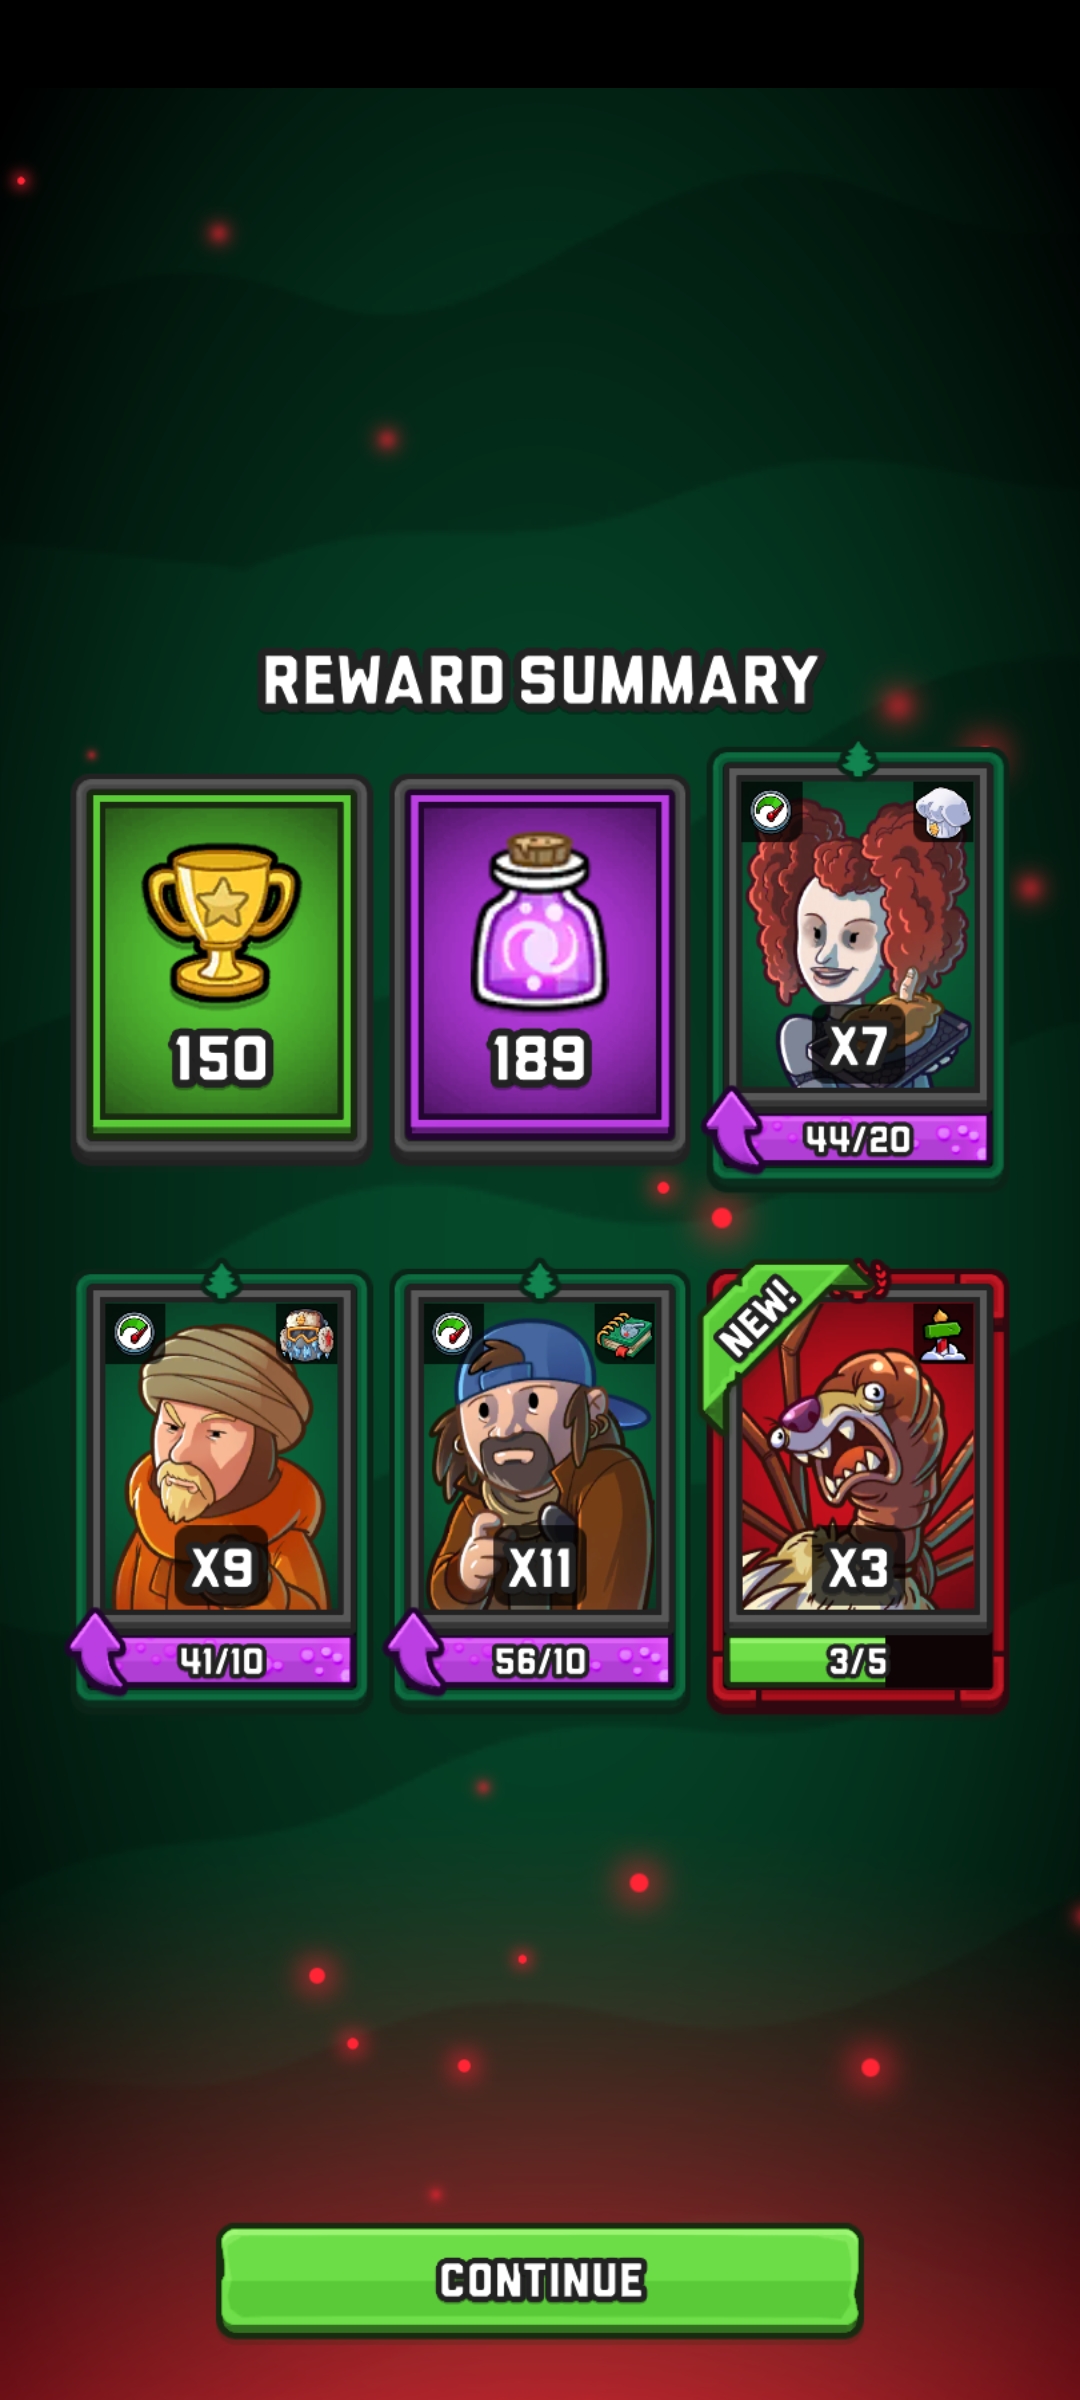 REWARD SUMMARY
150
189
X7
44/20
NEW!
X9
X11
X3
41/10
56/10
3/5
CONTINUE